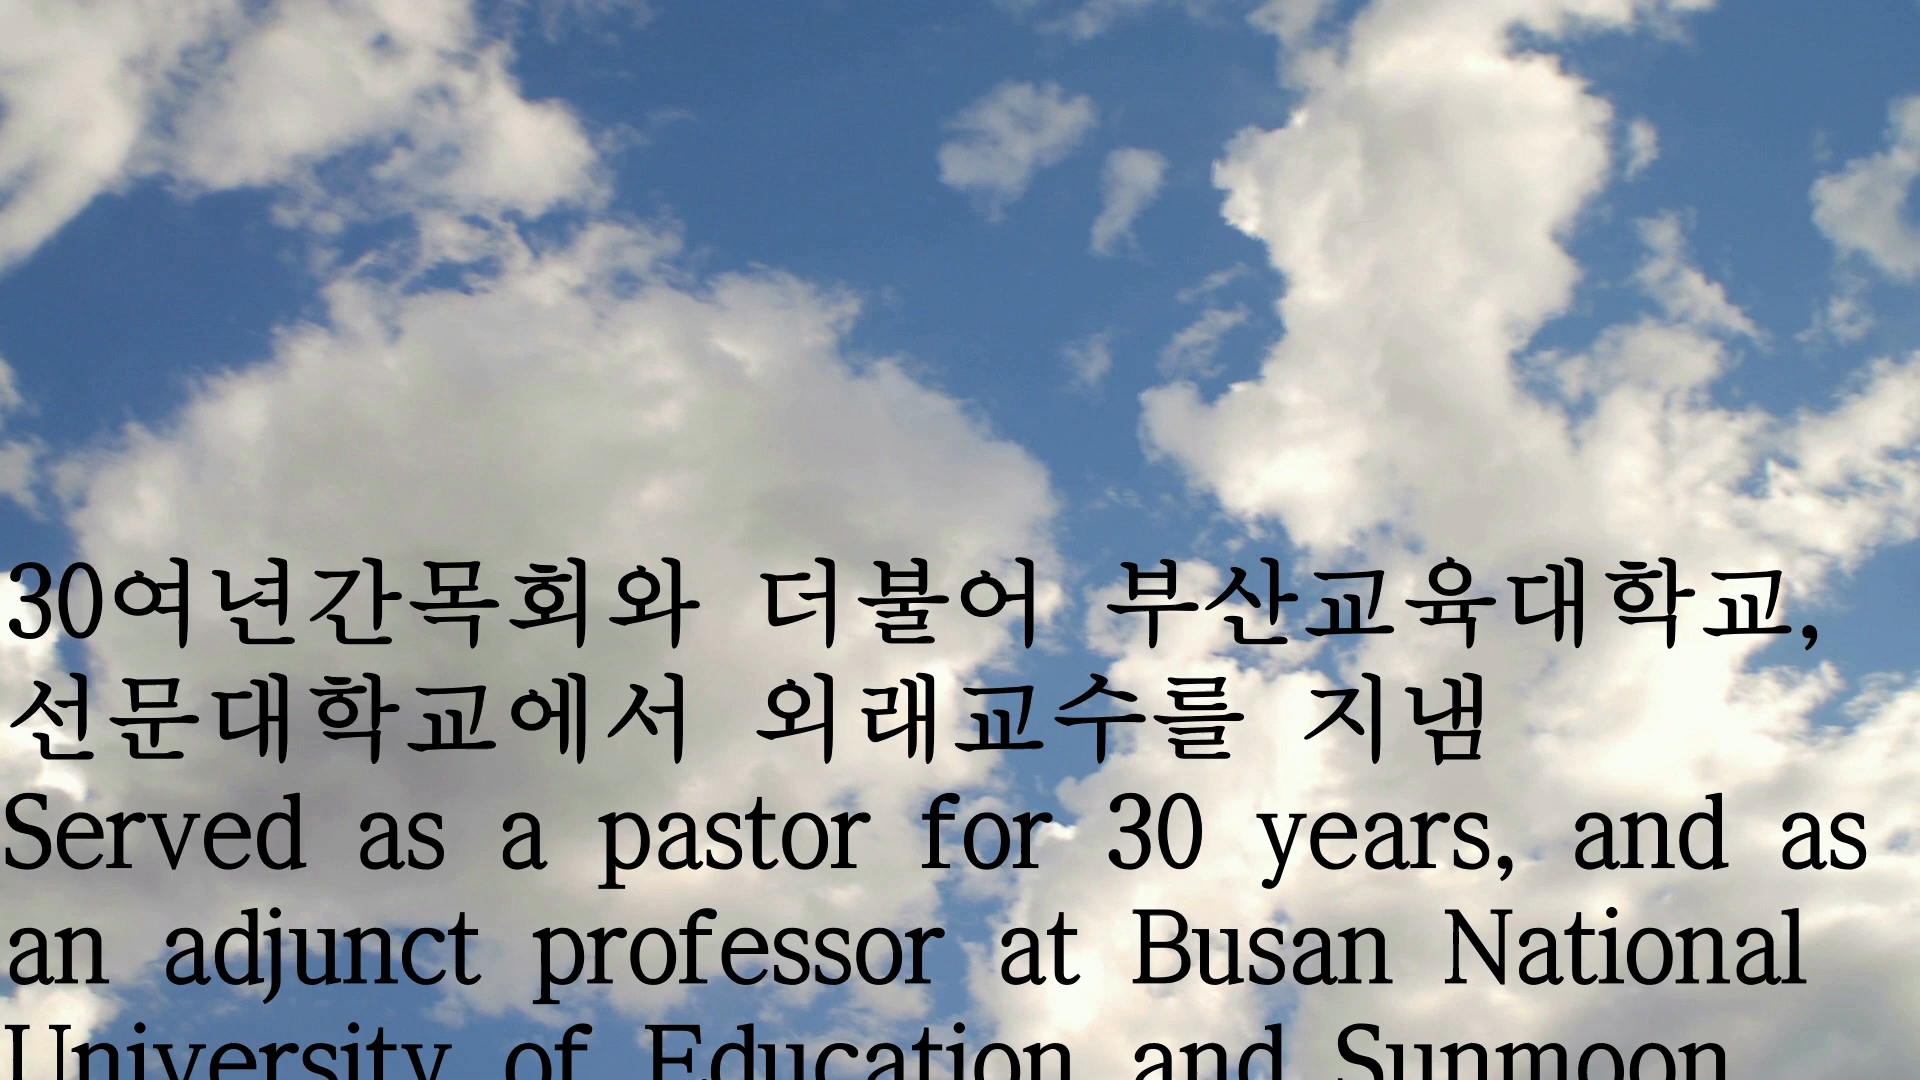 30여년간목회와 더불어 부산교육대학교,
선문대학교에서 외래교수를 지냄
Served as a pastor for 30 years, and as
an adjunct professor at Busan National
University of Education and Sunmoon